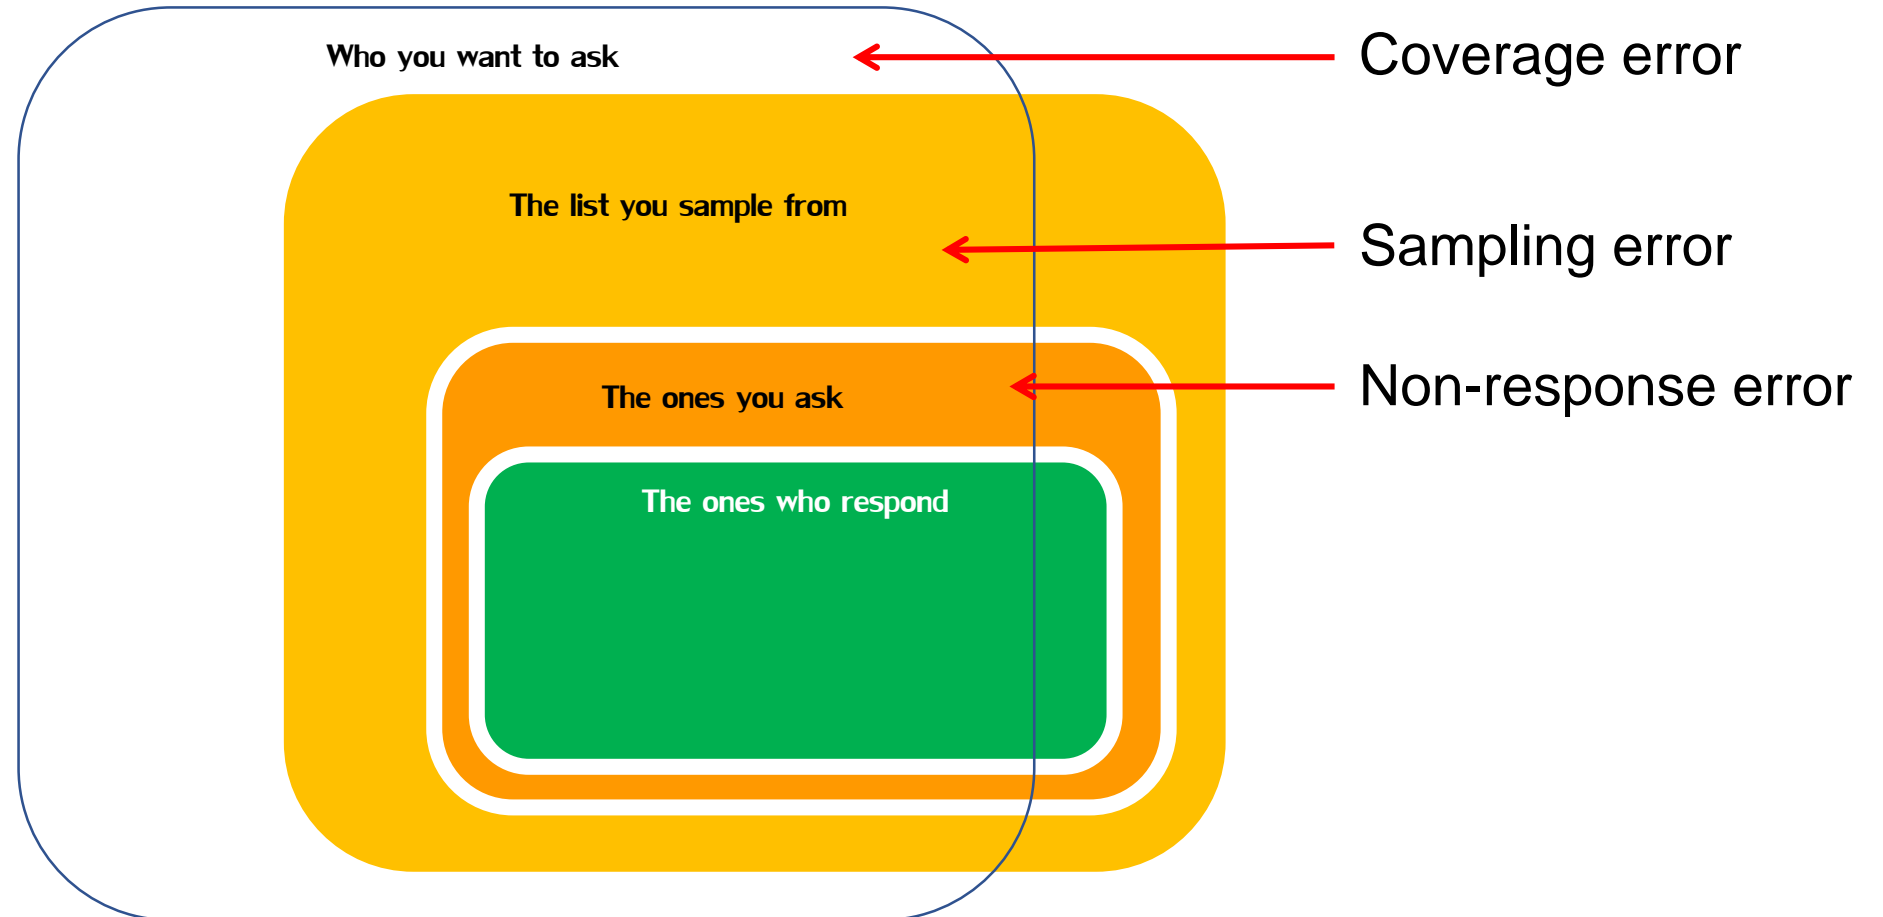 Who you want to ask
Coverage error
The list you sample from
Sampling error
The ones you ask
Non-response error
The ones who respond